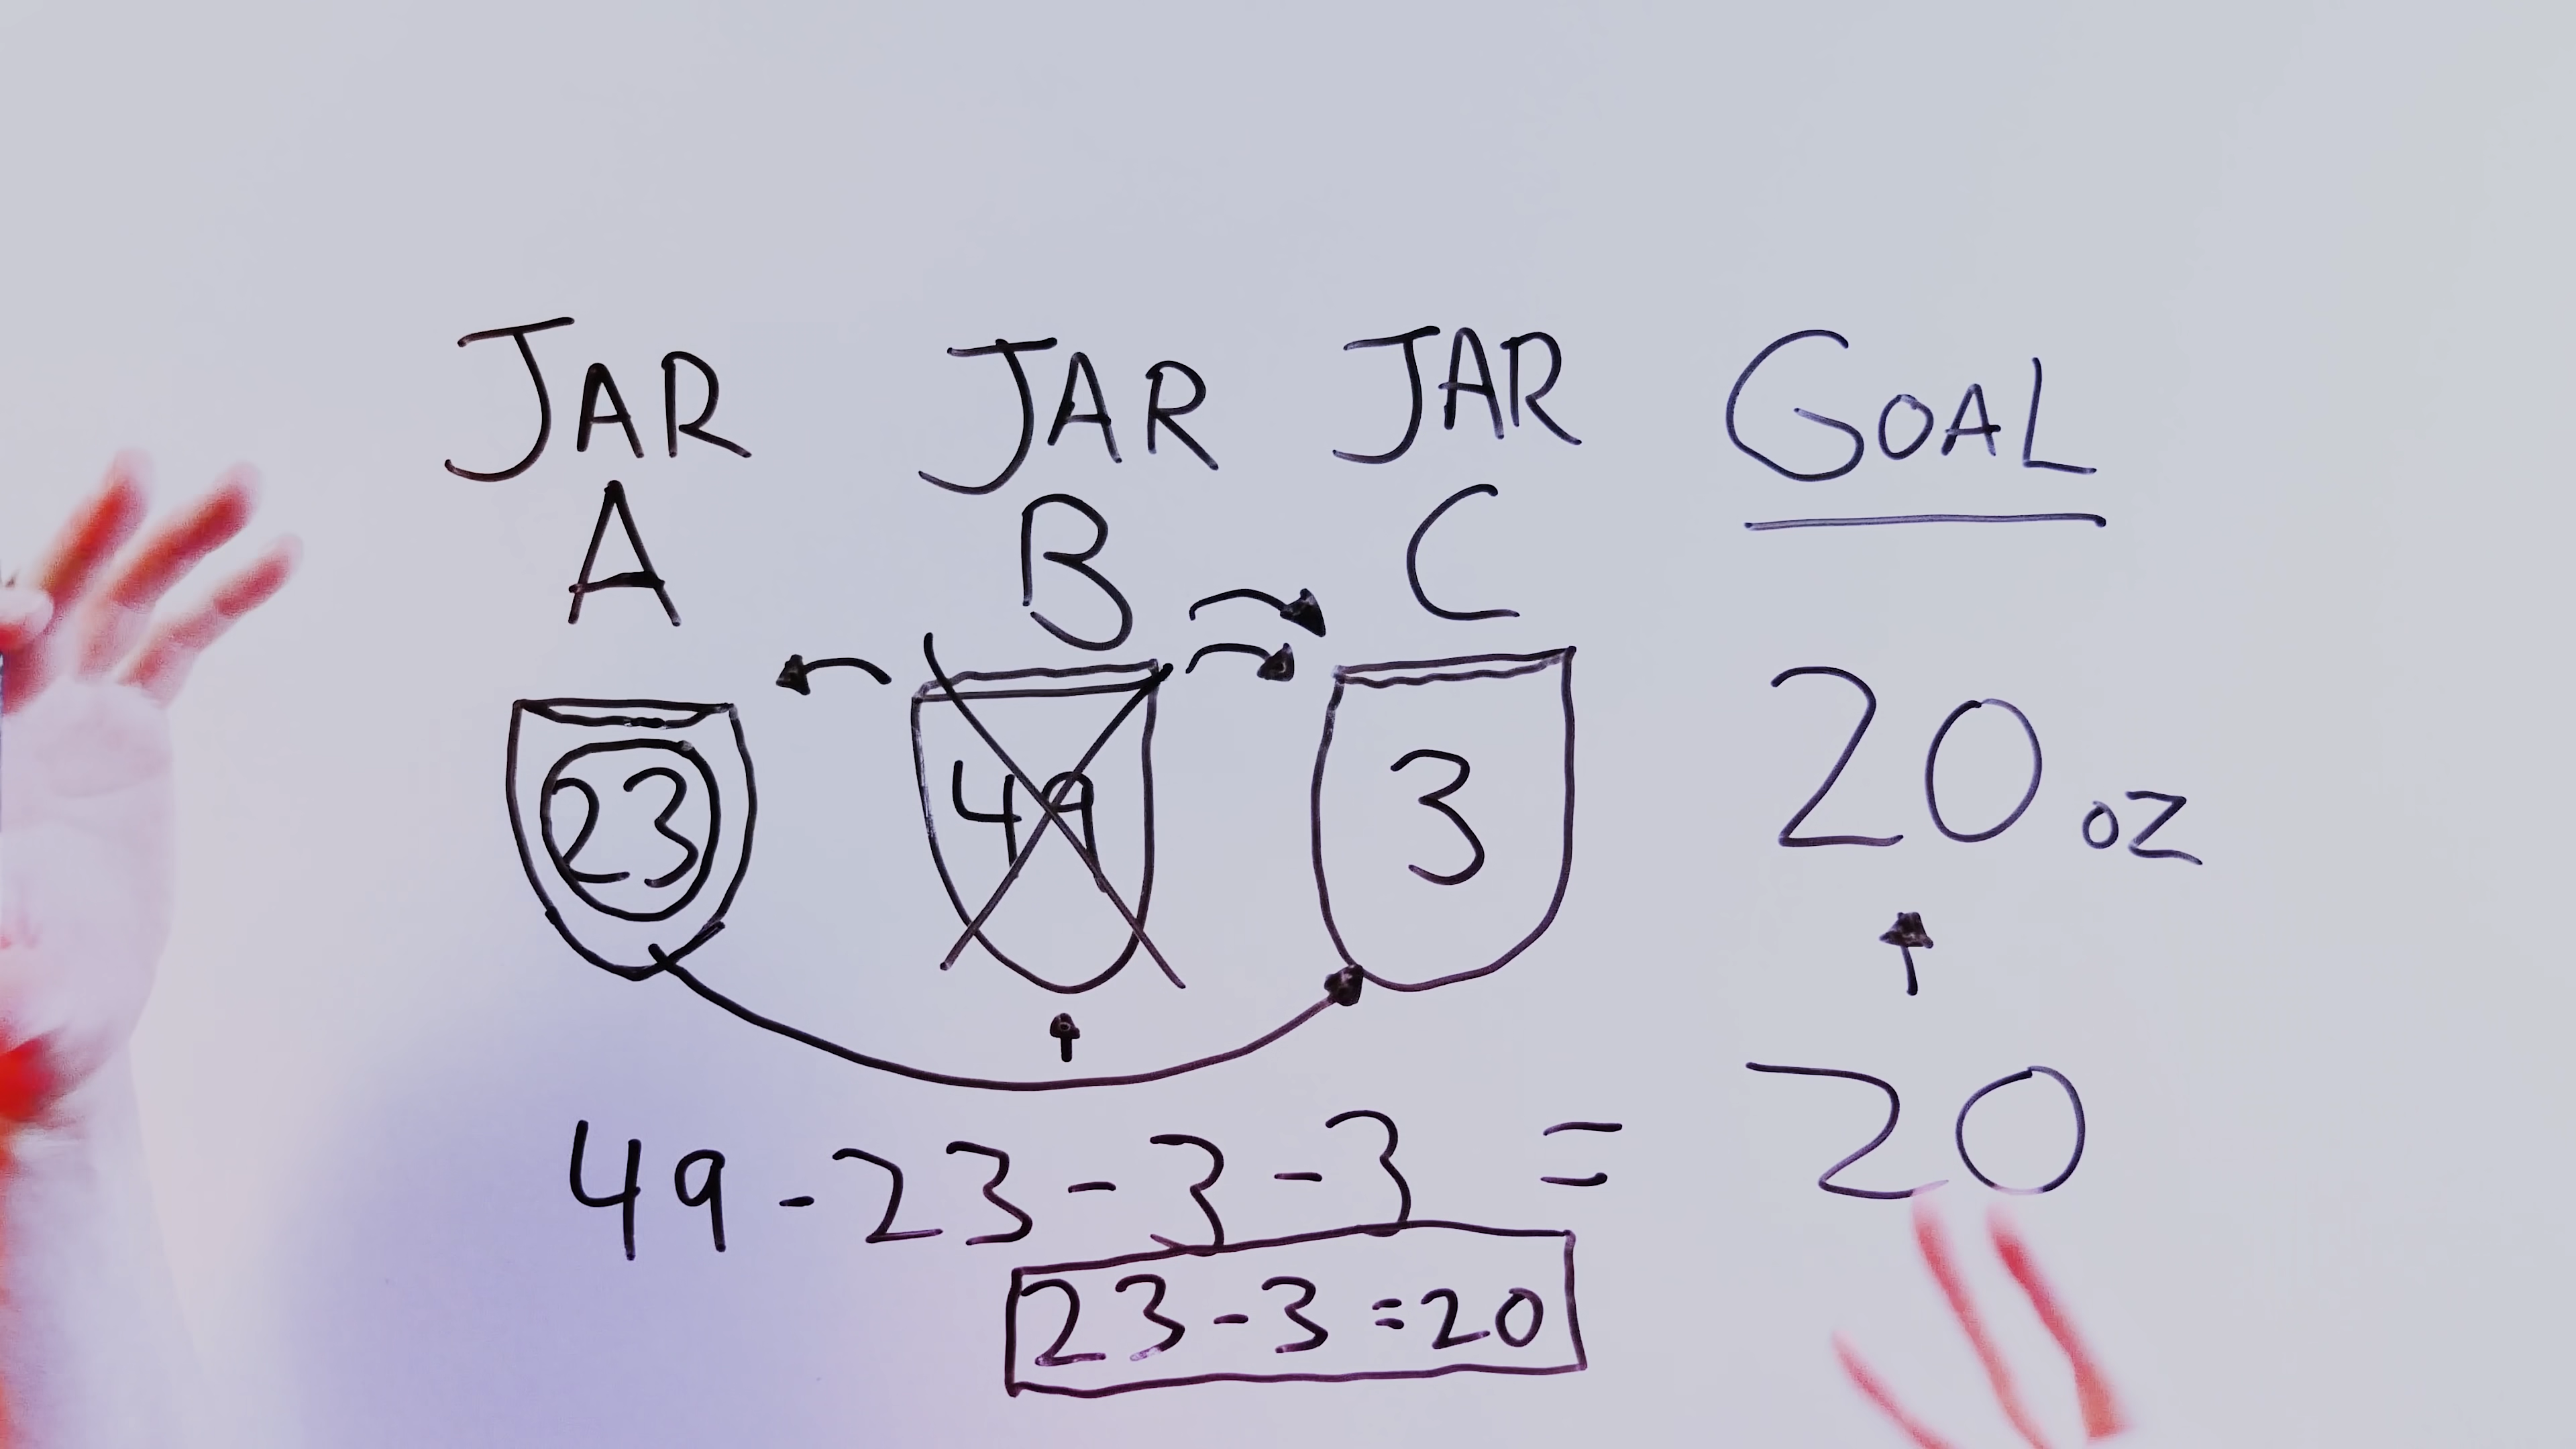 JAR JAR JAR GOAL
A B C
23 49 3 20 oz
49 - 23 - 3 - 3 = 20
23 - 3 = 20